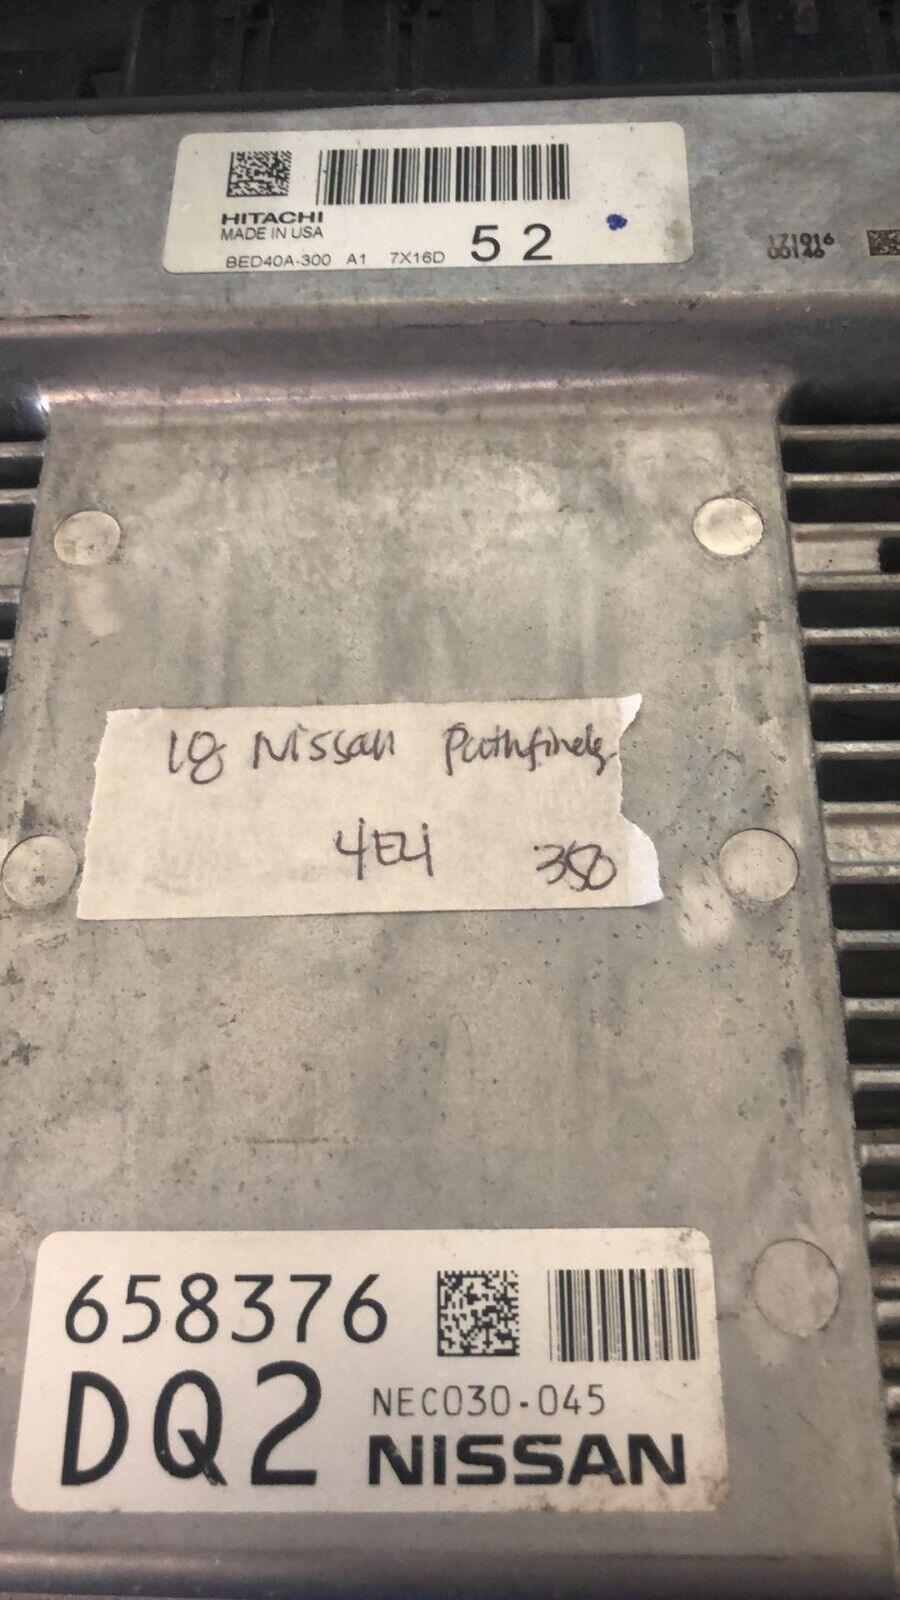 HITACHI
MADE IN USA
BED40A-300 A1 7X16D 52
00146
18 Nissan Pathfinder
4E4 350
658376
DQ2
NEC030-045
NISSAN